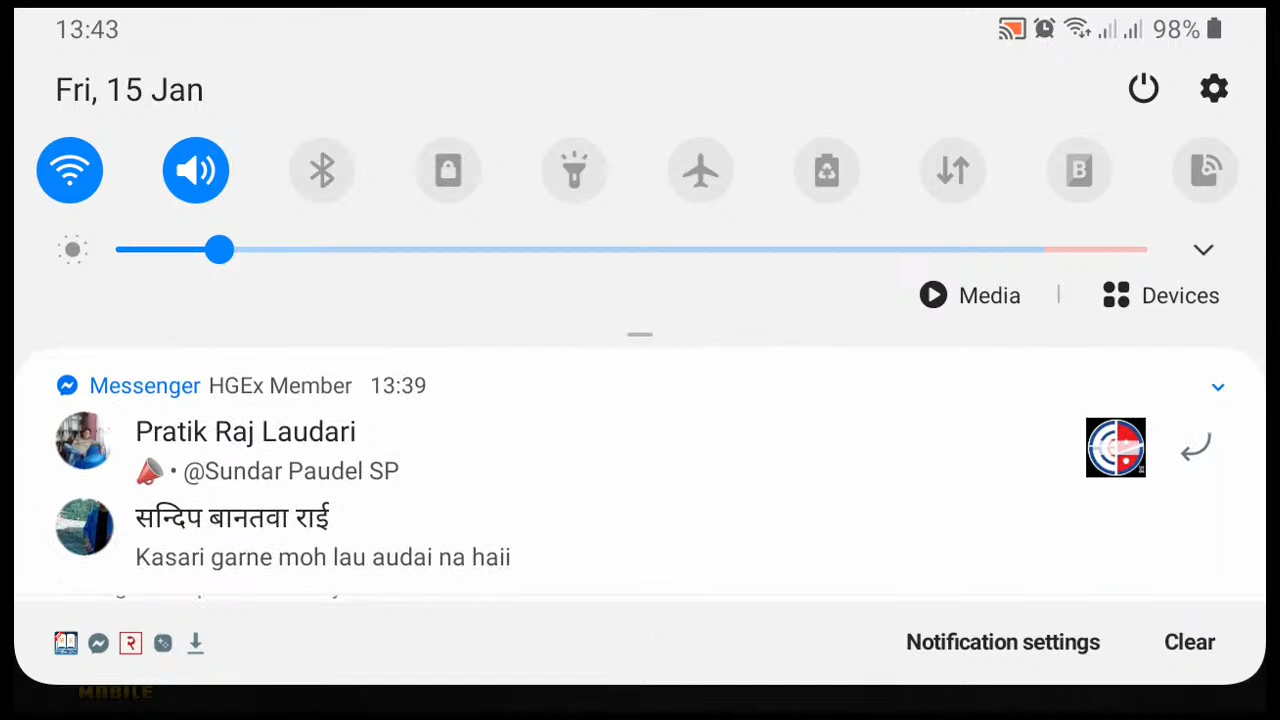 13:43
98%
Fri, 15 Jan
Media
Devices
Messenger HGEx Member 13:39
Pratik Raj Laudari
• @Sundar Paudel SP
सन्दिप बानतवा राई
Kasari garne moh lau audai na haii
Notification settings
Clear
MOBILE